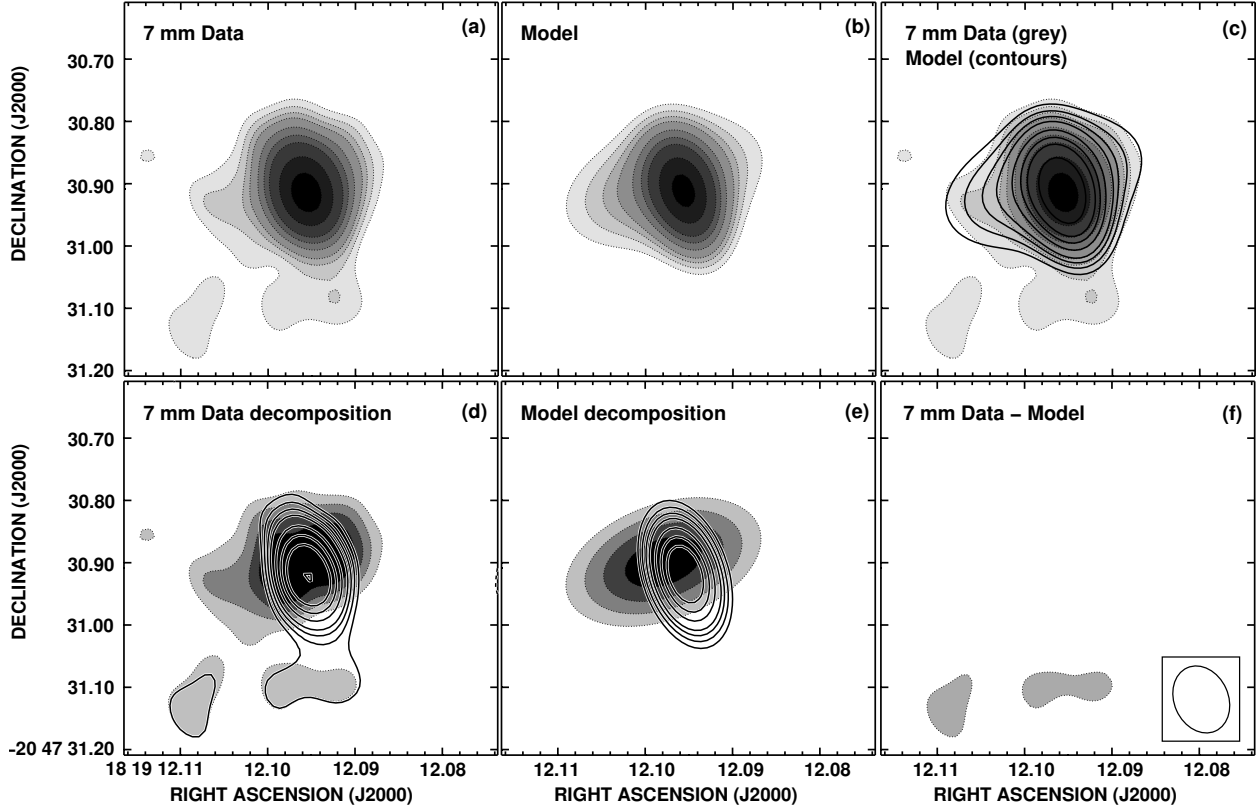 7 mm Data
(a)
Model
(b)
7 mm Data (grey)
Model (contours)
(c)
30.70
30.80
30.90
31.00
31.10
31.20
DECLINATION (J2000)
7 mm Data decomposition
(d)
Model decomposition
(e)
7 mm Data – Model
(f)
30.70
30.80
30.90
31.00
31.10
-20 47 31.20
DECLINATION (J2000)
18 19 12.11
12.10
12.09
12.08
12.11
12.10
12.09
12.08
12.11
12.10
12.09
12.08
RIGHT ASCENSION (J2000)
RIGHT ASCENSION (J2000)
RIGHT ASCENSION (J2000)